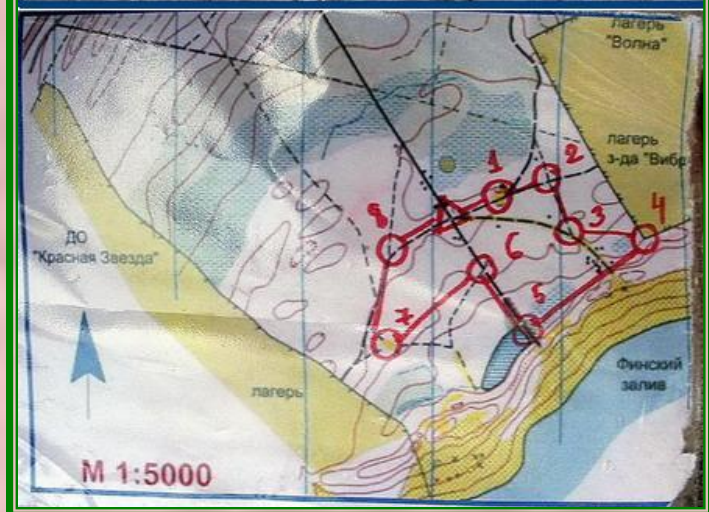 лагерь
"Волна"
лагерь
з-да "Вибр
1
2
3
4
8
6
ДО
"Красная Звезда"
7
5
Финский
залив
лагерь
М 1:5000